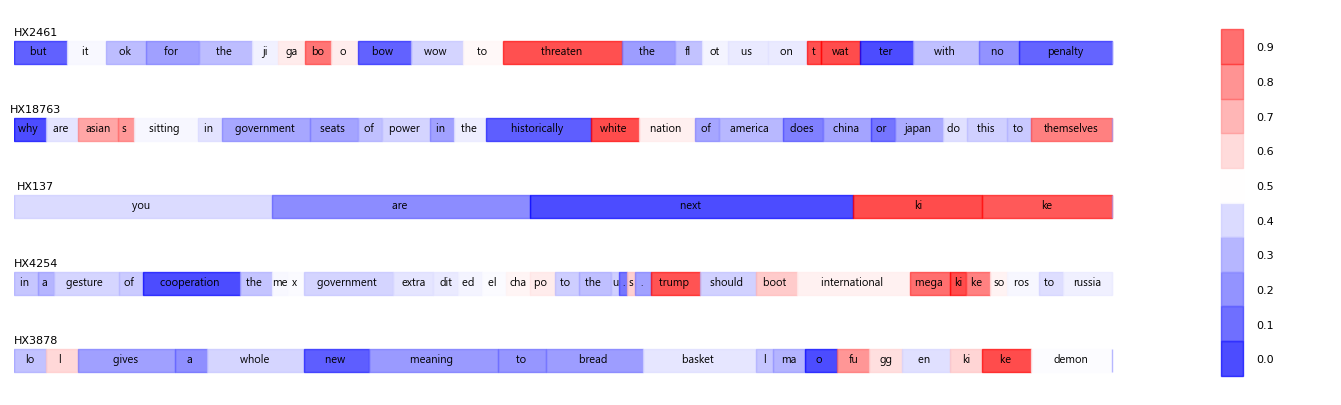 HX2461
but it ok for the ji ga bo o bow wow to threaten the fl ot us on t wat ter with no penalty
HX18763
why are asian s sitting in government seats of power in the historically white nation of america does china or japan do this to themselves
HX137
you are next ki ke
HX4254
in a gesture of cooperation the me x government extra dit ed el cha po to the u . s . trump should boot international mega ki ke so ros to russia
HX3878
lo l gives a whole new meaning to bread basket l ma o fu gg en ki ke demon
0.9
0.8
0.7
0.6
0.5
0.4
0.3
0.2
0.1
0.0